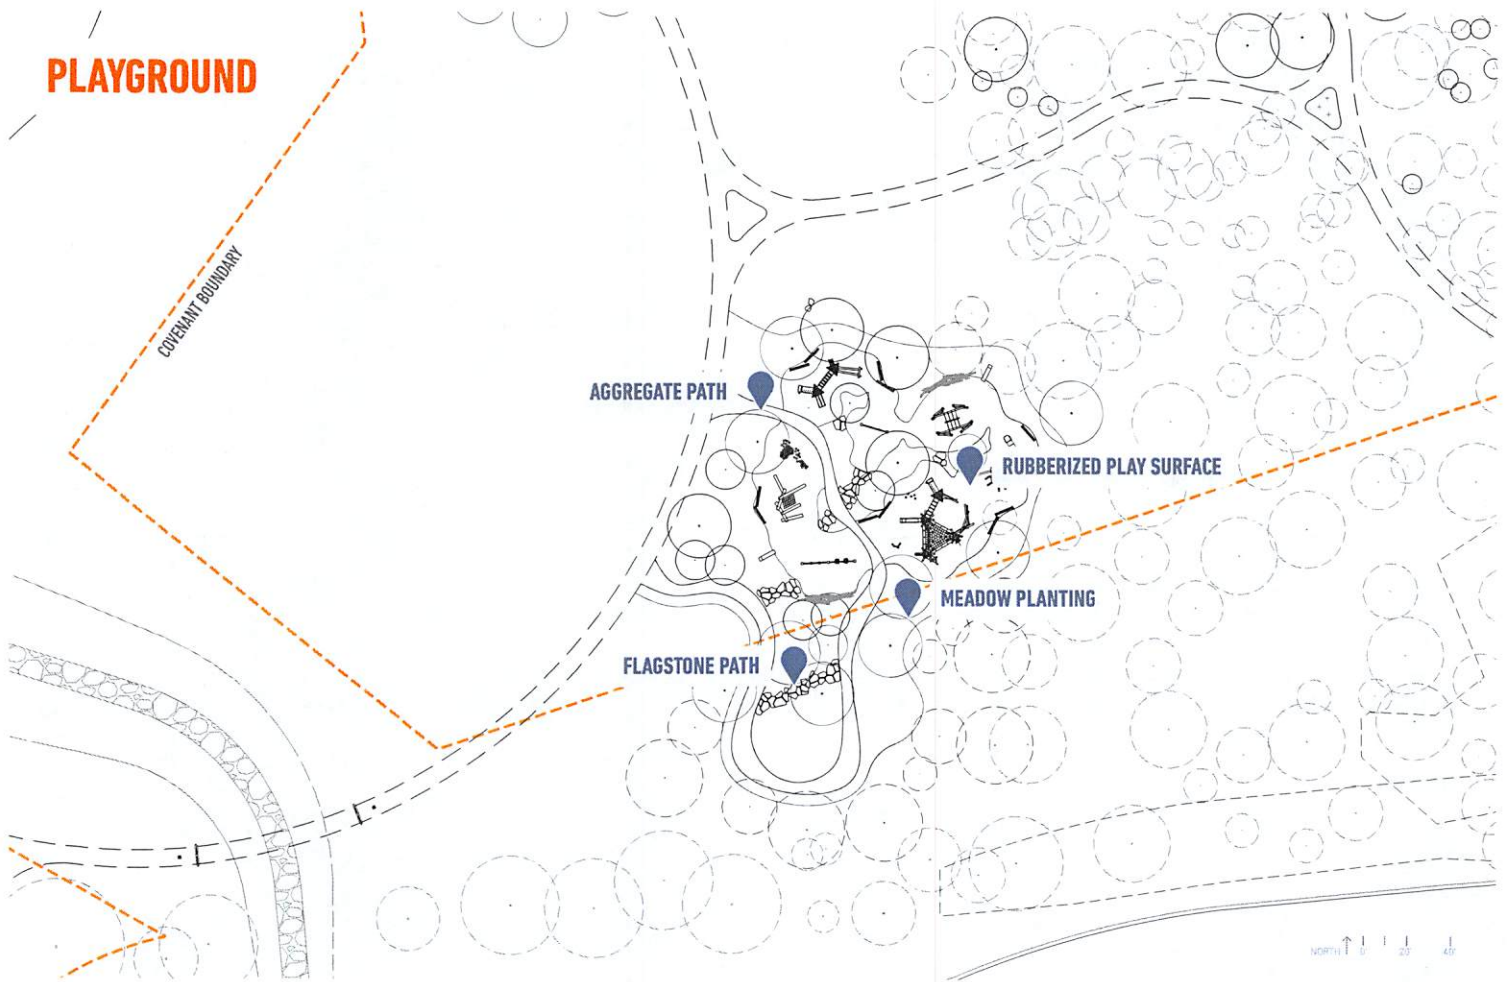 PLAYGROUND
COVENANT BOUNDARY
AGGREGATE PATH
RUBBERIZED PLAY SURFACE
MEADOW PLANTING
FLAGSTONE PATH
NORTH 0' 20' 40'